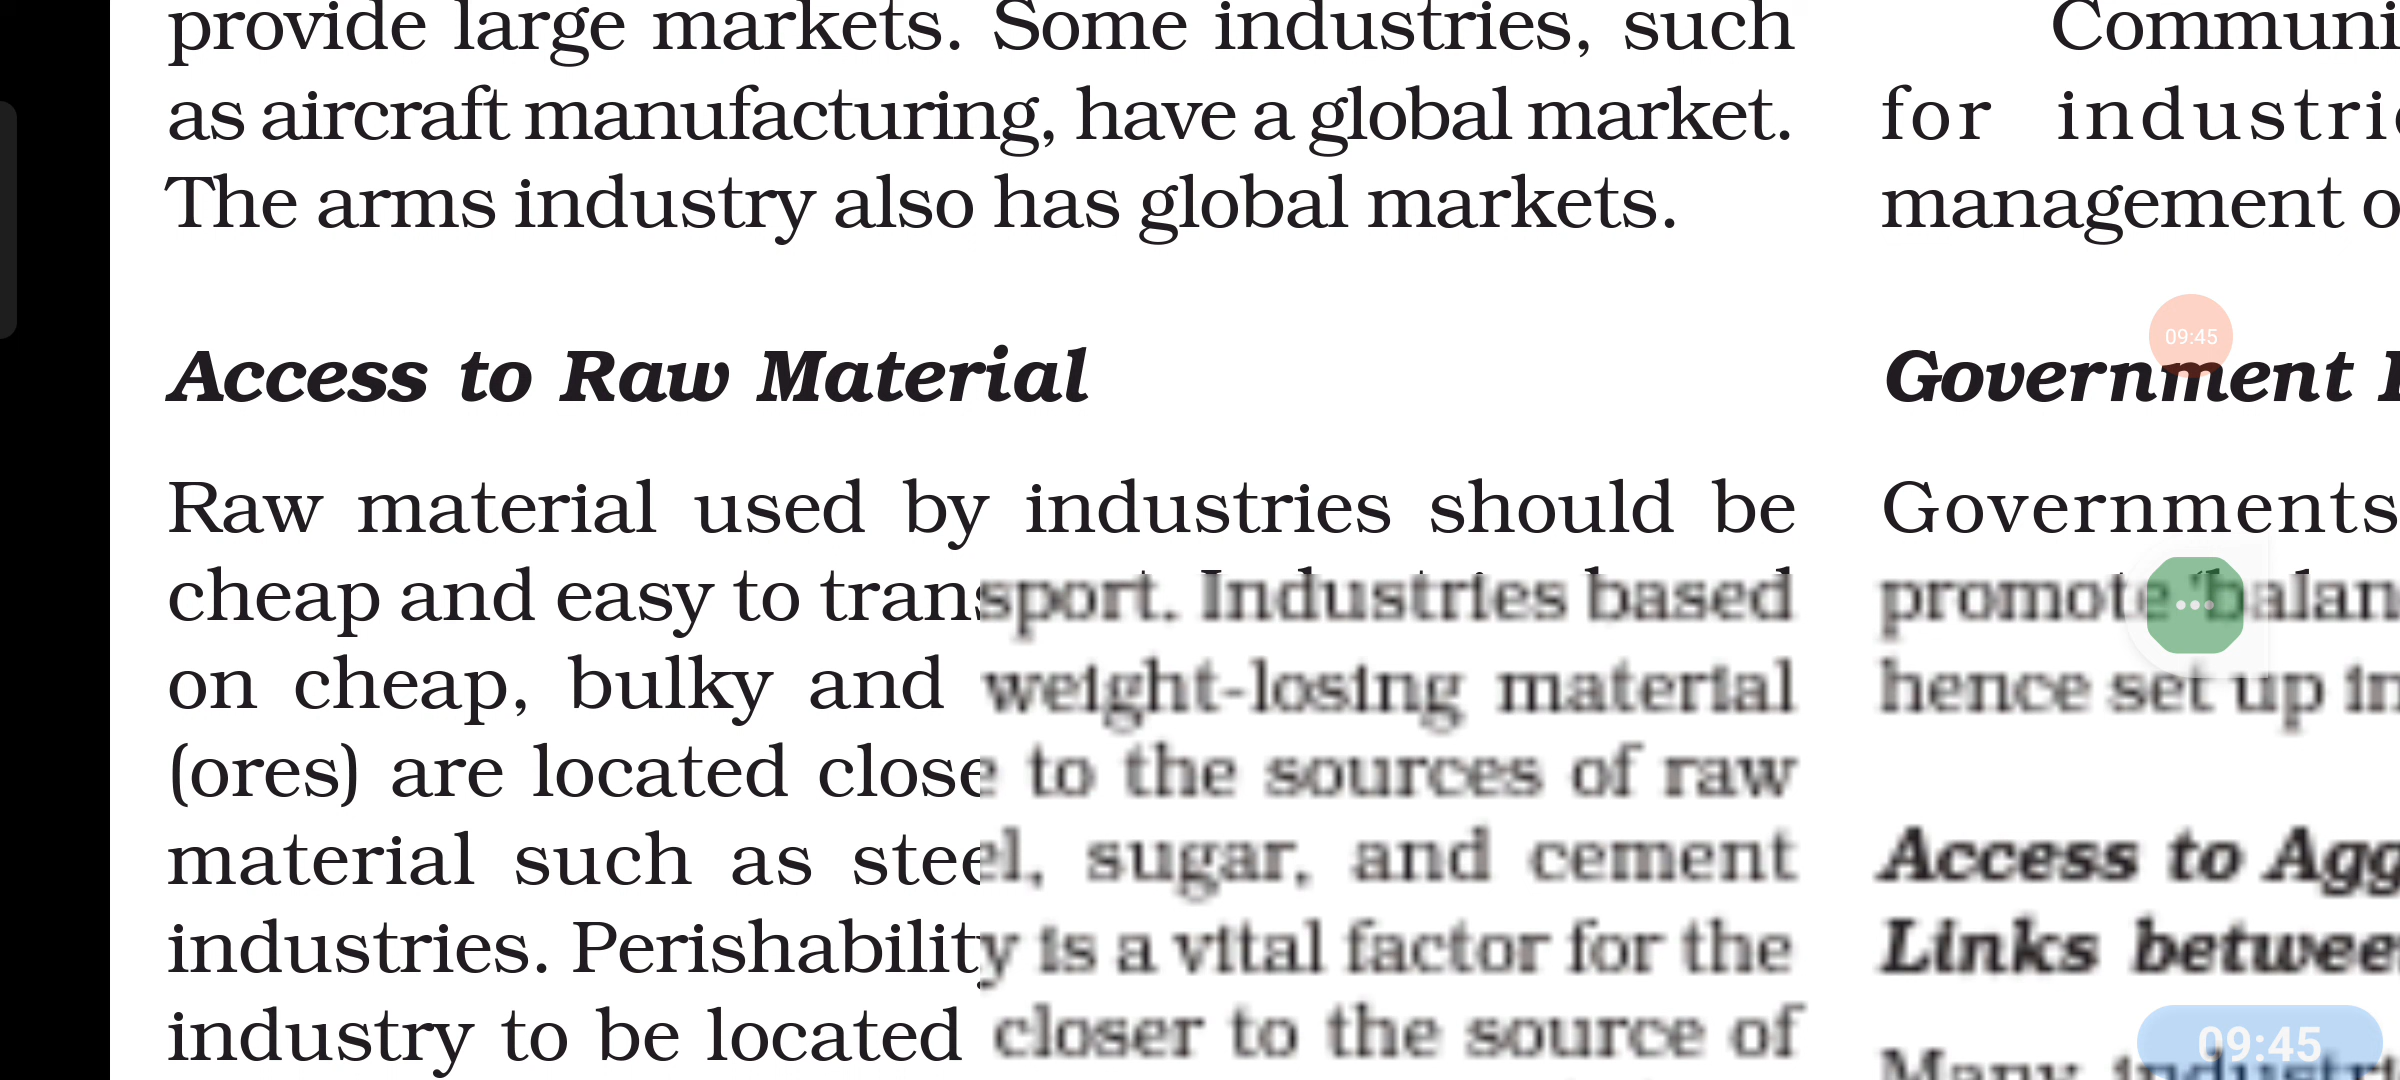 provide large markets. Some industries, such
as aircraft manufacturing, have a global market.
The arms industry also has global markets.
Access to Raw Material
Raw material used by industries should be
cheap and easy to transport. Industries based
on cheap, bulky and weight-losing material
(ores) are located close to the sources of raw
material such as steel, sugar, and cement
industries. Perishability is a vital factor for the
industry to be located closer to the source of
Communi
for industri
management o
09:45
Government
Governments
promote 'balan
hence set up in
Access to Agg
Links betwee
Many industri
09:45